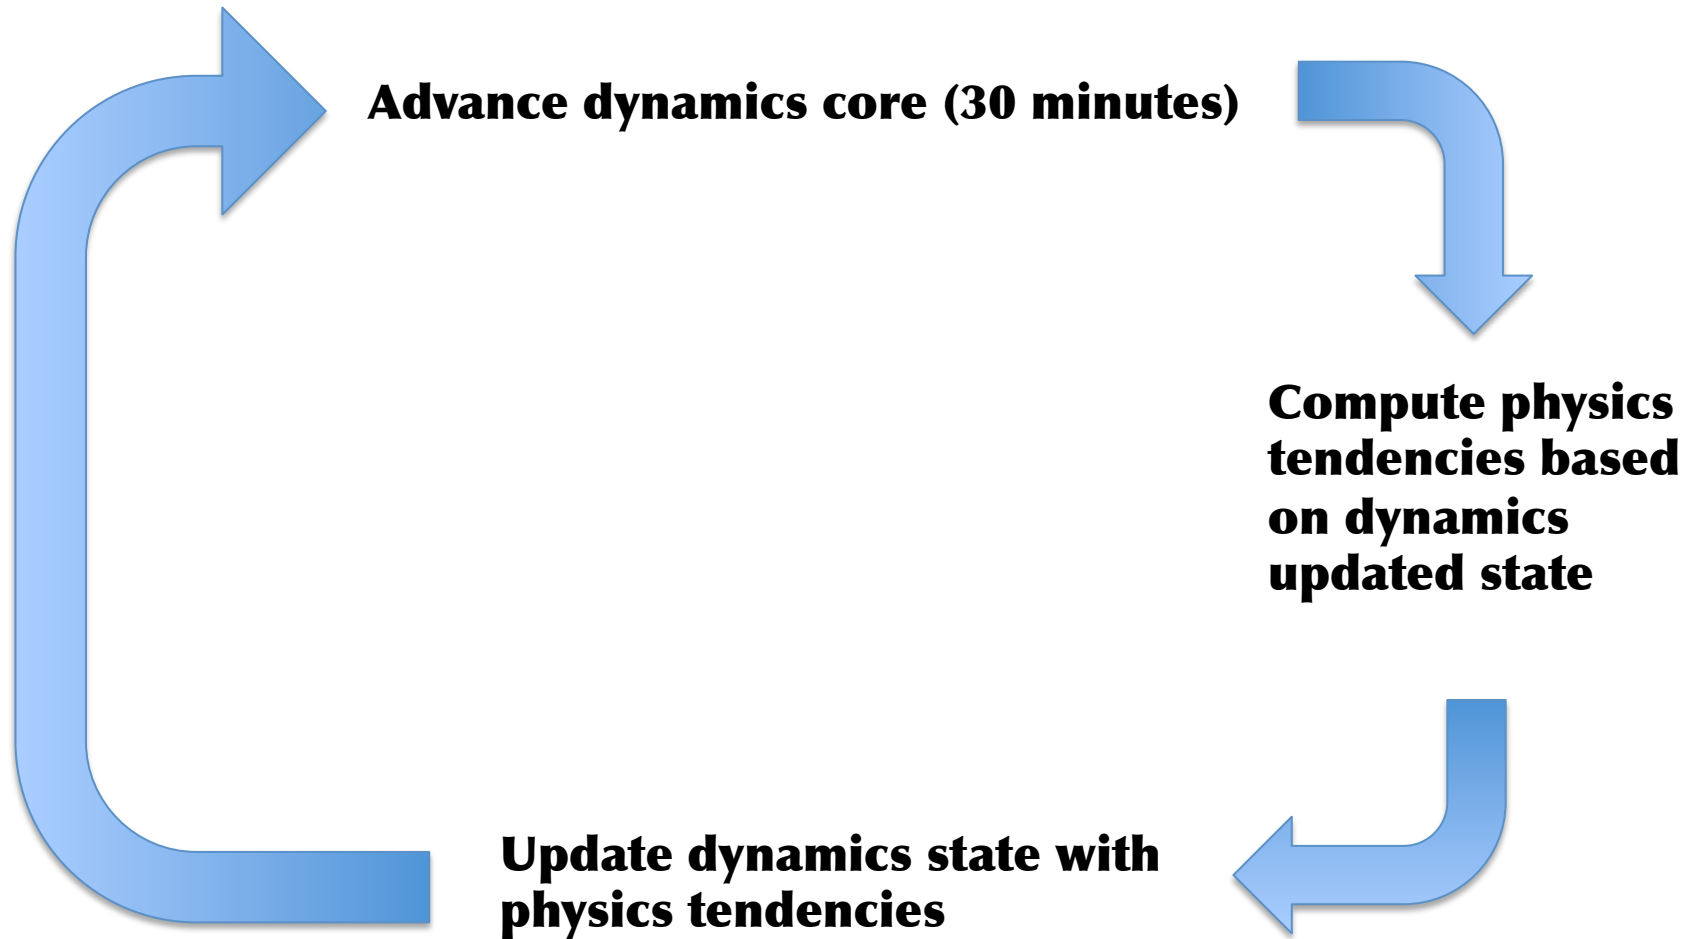 Advance dynamics core (30 minutes)
Compute physics
tendencies based
on dynamics
updated state
Update dynamics state with
physics tendencies